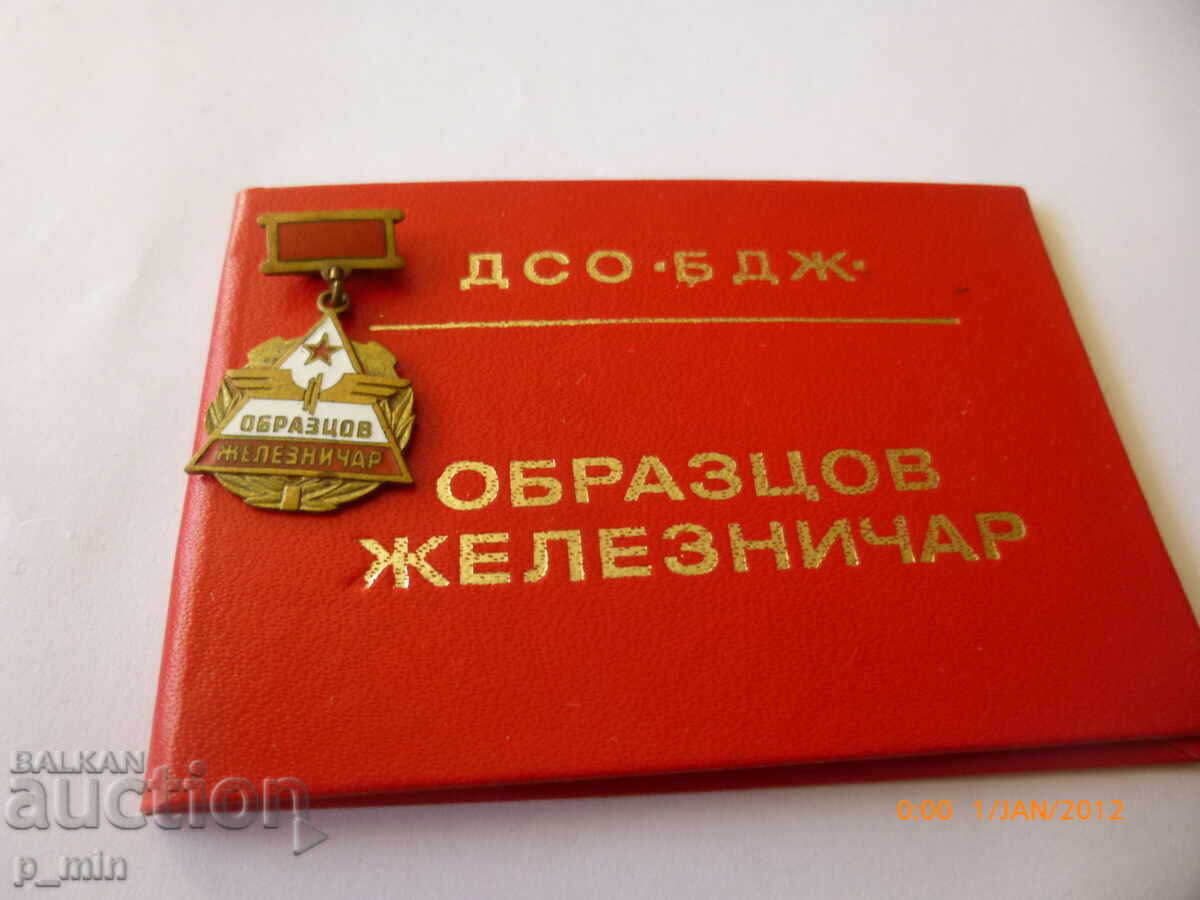 ДСО·БДЖ·
ОБРАЗЦОВ
ЖЕЛЕЗНИЧАР
ОБРАЗЦОВ
ЖЕЛЕЗНИЧАР
BALKAN
auction
p_min
0:00 1/JAN/2012